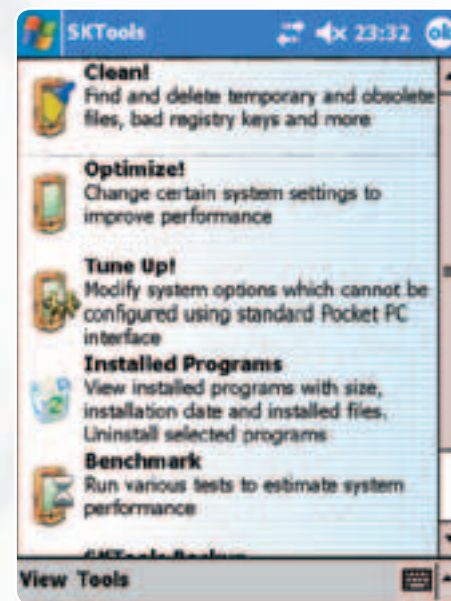 SKTools 23:32 ok
Clean!
Find and delete temporary and obsolete
files, bad registry keys and more
Optimize!
Change certain system settings to
improve performance
Tune Up!
Modify system options which cannot be
configured using standard Pocket PC
interface
Installed Programs
View installed programs with size,
installation date and installed files.
Uninstall selected programs
Benchmark
Run various tests to estimate system
performance
SKTools Backup
View Tools